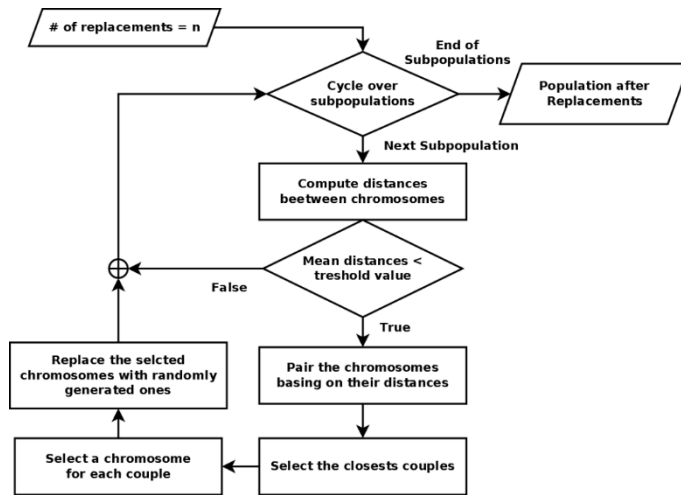 # of replacements = n
End of
Subpopulations
Cycle over
subpopulations
Population after
Replacements
Next Subpopulation
Compute distances
beetween chromosomes
Mean distances <
treshold value
False
True
Replace the selcted
chromosomes with randomly
generated ones
Pair the chromosomes
basing on their distances
Select a chromosome
for each couple
Select the closests couples